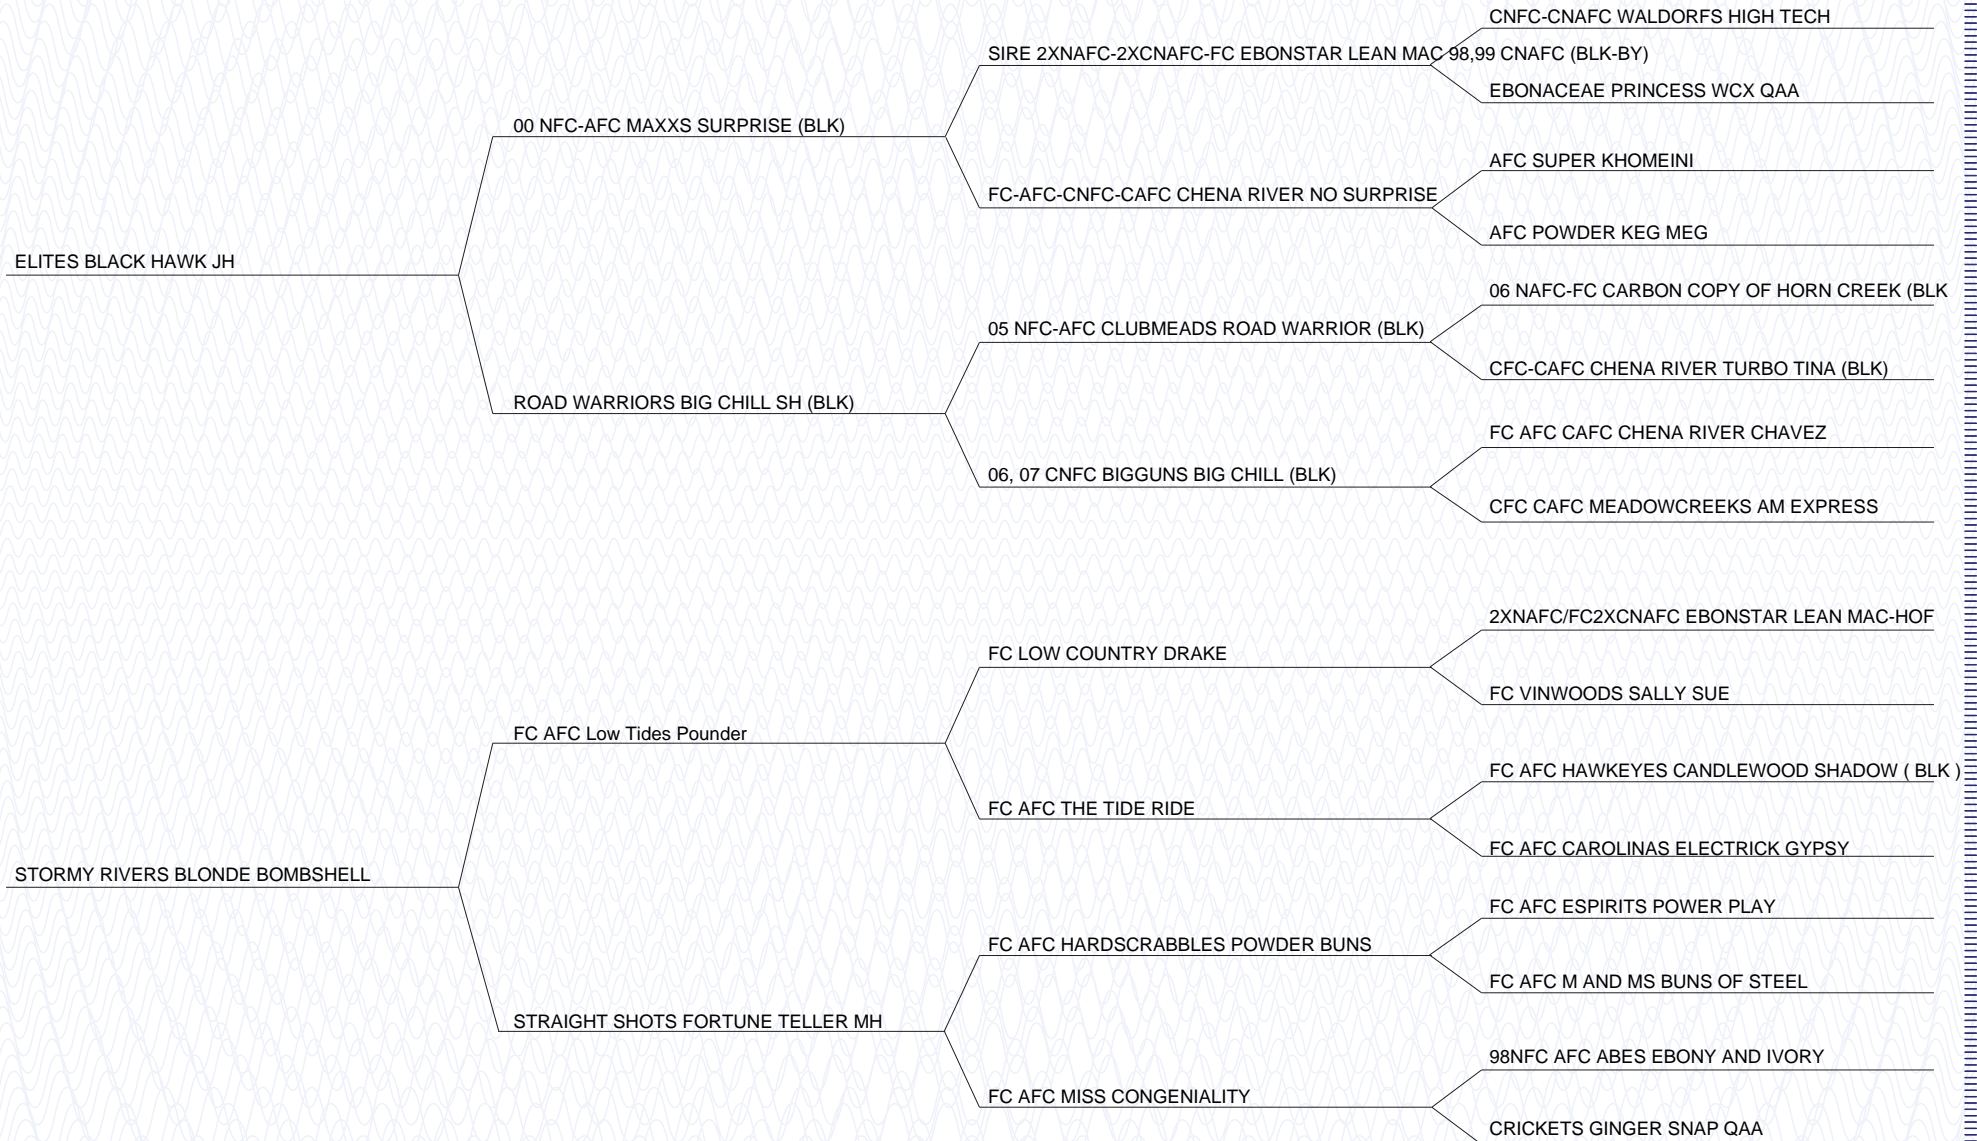 CNFC-CNAFC WALDORFS HIGH TECH
SIRE 2XNAFC-2XCNAFC-FC EBONSTAR LEAN MAC 98,99 CNAFC (BLK-BY)
EBONACEAE PRINCESS WCX QAA
00 NFC-AFC MAXXS SURPRISE (BLK)
AFC SUPER KHOMEINI
FC-AFC-CNFC-CAFC CHENA RIVER NO SURPRISE
AFC POWDER KEG MEG
ELITES BLACK HAWK JH
06 NAFC-FC CARBON COPY OF HORN CREEK (BLK
05 NFC-AFC CLUBMEADS ROAD WARRIOR (BLK)
CFC-CAFC CHENA RIVER TURBO TINA (BLK)
ROAD WARRIORS BIG CHILL SH (BLK)
FC AFC CAFC CHENA RIVER CHAVEZ
06, 07 CNFC BIGGUNS BIG CHILL (BLK)
CFC CAFC MEADOWCREEKS AM EXPRESS
2XNAFC/FC2XCNAFC EBONSTAR LEAN MAC-HOF
FC LOW COUNTRY DRAKE
FC VINWOODS SALLY SUE
FC AFC Low Tides Pounder
FC AFC HAWKEYES CANDLEWOOD SHADOW ( BLK )
FC AFC THE TIDE RIDE
FC AFC CAROLINAS ELECTRICK GYPSY
STORMY RIVERS BLONDE BOMBSHELL
FC AFC ESPIRITS POWER PLAY
FC AFC HARDSCRABBLES POWDER BUNS
FC AFC M AND MS BUNS OF STEEL
STRAIGHT SHOTS FORTUNE TELLER MH
98NFC AFC ABES EBONY AND IVORY
FC AFC MISS CONGENIALITY
CRICKETS GINGER SNAP QAA